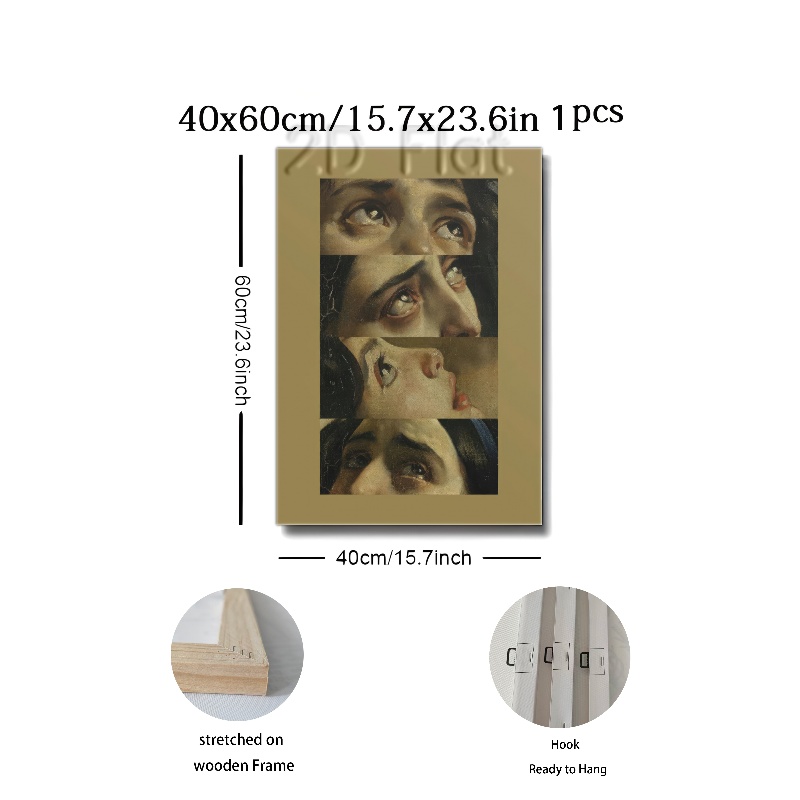 40x60cm/15.7x23.6in 1pcs
2D Flat
60cm/23.6inch
40cm/15.7inch
stretched on
wooden Frame
Hook
Ready to Hang